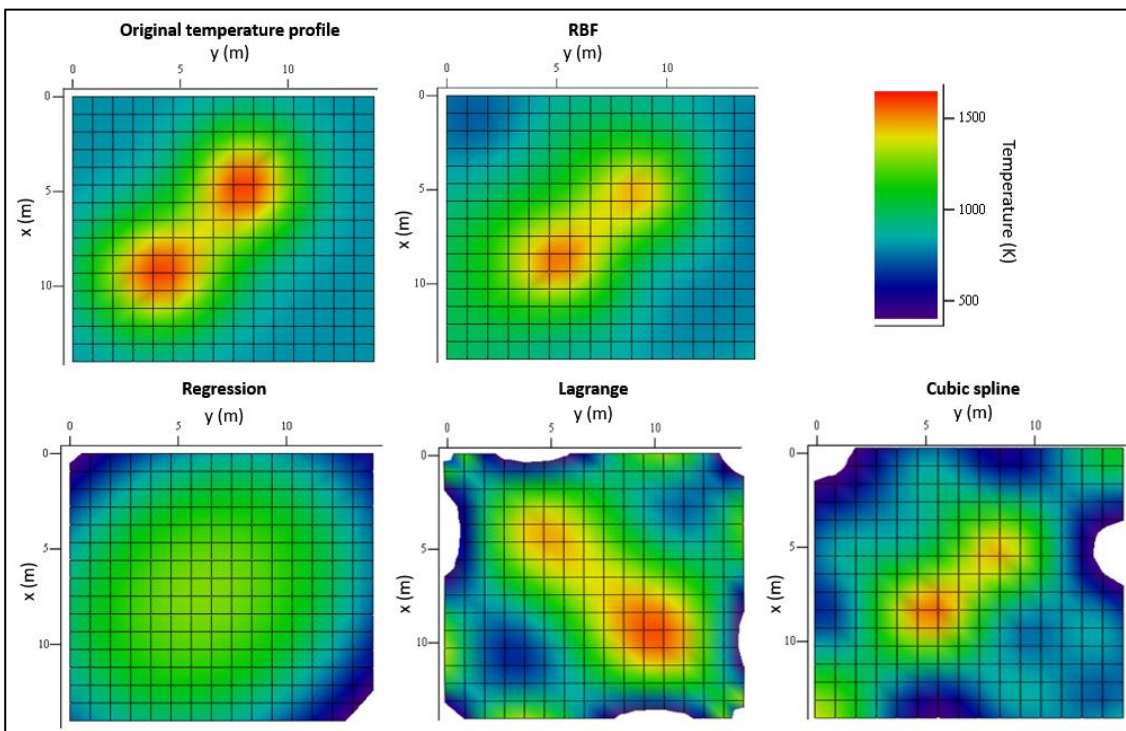 Original temperature profile
y (m)
0 5 10
0
5
10
x (m)
RBF
y (m)
0 5 10
0
5
10
x (m)
1500
1000
500
Temperature (K)
Regression
y (m)
0 5 10
0
5
10
x (m)
Lagrange
y (m)
0 5 10
0
5
10
x (m)
Cubic spline
y (m)
0 5 10
0
5
10
x (m)